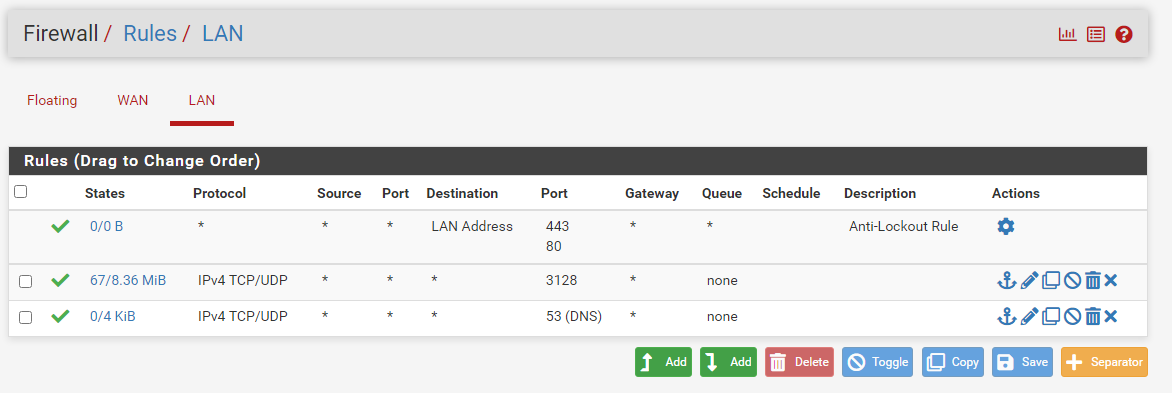 Firewall / Rules / LAN
Floating WAN LAN
Rules (Drag to Change Order)
States Protocol Source Port Destination Port Gateway Queue Schedule Description Actions
0/0 B * * * LAN Address 443 * * Anti-Lockout Rule
80
67/8.36 MiB IPv4 TCP/UDP * * * 3128 * none
0/4 KiB IPv4 TCP/UDP * * * 53 (DNS) * none
Add Add Delete Toggle Copy Save Separator